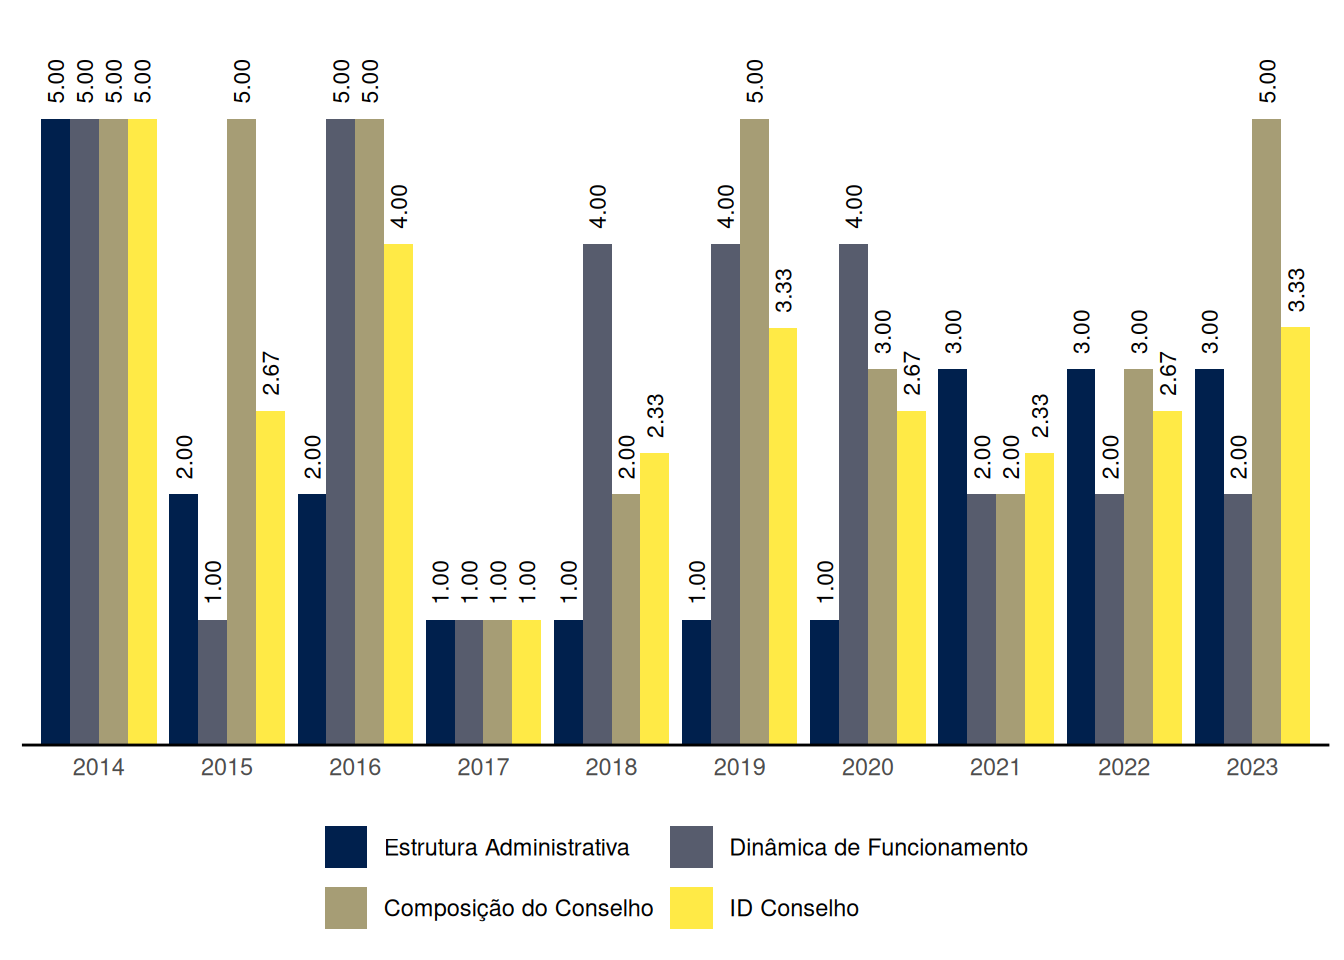 5.00 5.00 5.00 5.00 2.00 1.00 5.00 2.67 2.00 5.00 5.00 4.00 1.00 1.00 1.00 1.00 1.00 4.00 2.00 2.33 1.00 4.00 5.00 3.33 1.00 4.00 3.00 2.67 3.00 2.00 2.00 2.33 3.00 2.00 3.00 2.67 3.00 2.00 5.00 3.33
2014 2015 2016 2017 2018 2019 2020 2021 2022 2023
Estrutura Administrativa Dinâmica de Funcionamento
Composição do Conselho ID Conselho